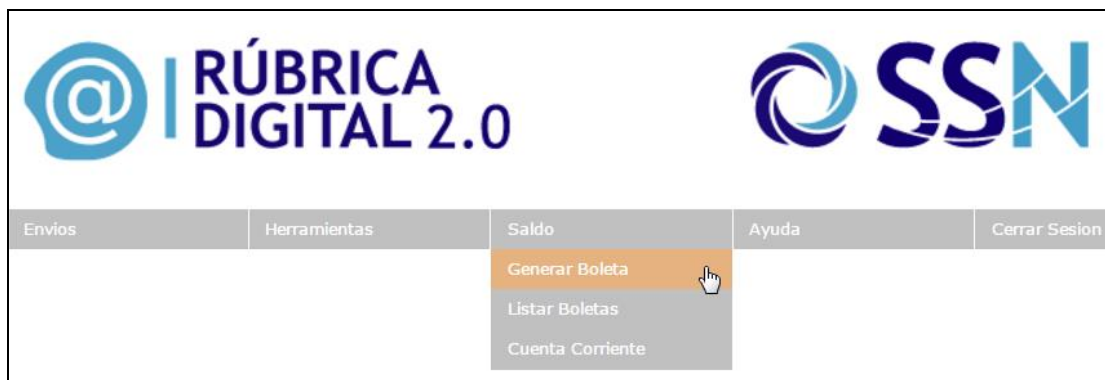 @ | RÚBRICA
DIGITAL 2.0
SSN
Envios Herramientas Saldo Ayuda Cerrar Sesion
Generar Boleta
Listar Boletas
Cuenta Corriente